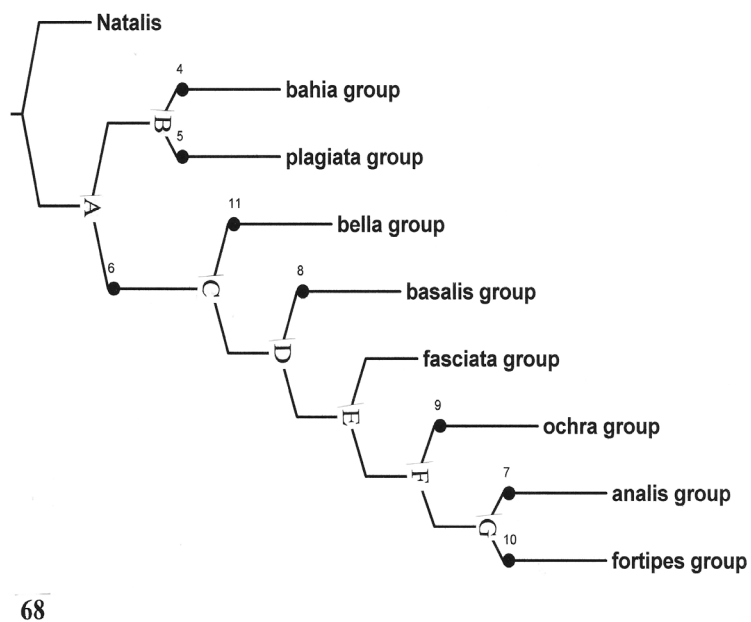 Natalis
4
bahia group
B
5
plagiata group
A
11
bella group
6
C
8
basalis group
D
fasciata group
E
9
ochra group
F
7
analis group
G
10
fortipes group
68